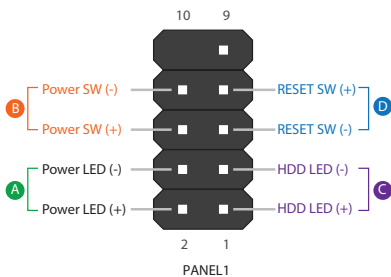 10 9
Power SW (-) RESET SW (+)
B D
Power SW (+) RESET SW (-)
Power LED (-) HDD LED (-)
A C
Power LED (+) HDD LED (+)
2 1
PANEL1